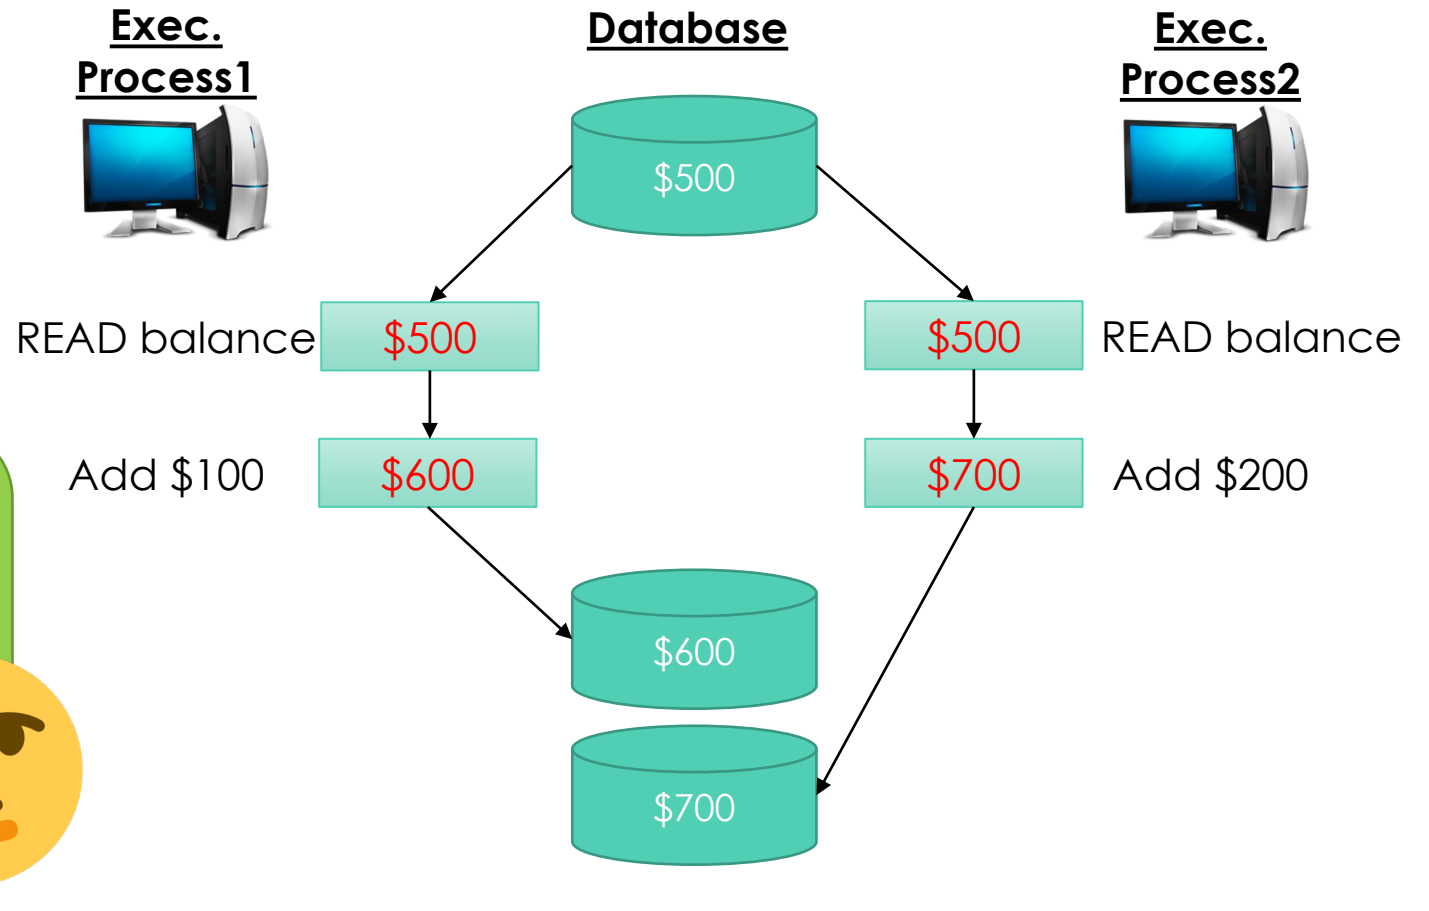 Exec.
Process1
Database
Exec.
Process2
$500
READ balance
$500
$500
READ balance
Add $100
$600
$700
Add $200
$600
$700